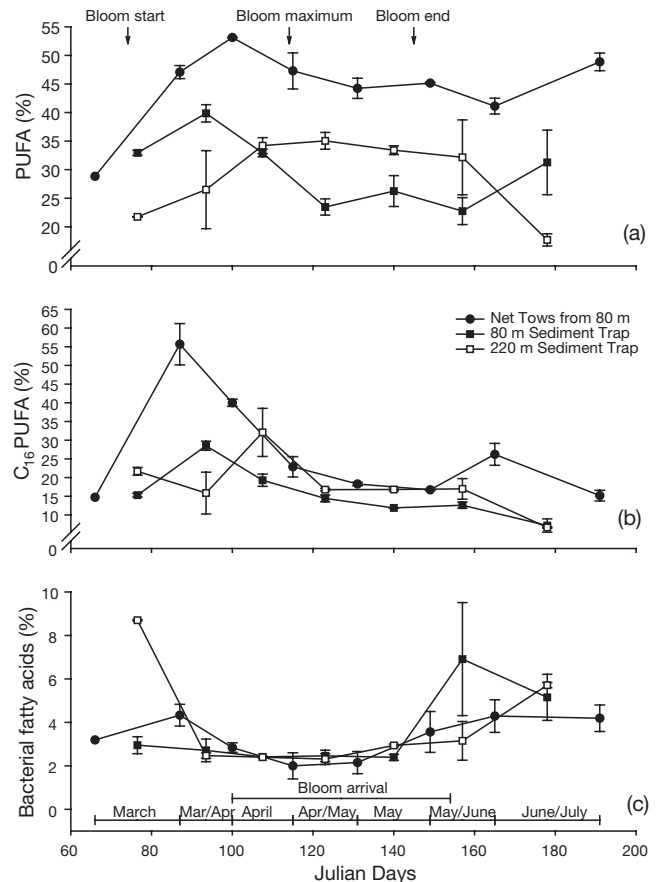 Bloom start Bloom maximum Bloom end
55
50
45
40
35
30
25
20
0
PUFA (%)
(a)
65
60
55
50
45
40
35
30
25
20
15
10
0
C16 PUFA (%)
Net Tows from 80 m
80 m Sediment Trap
220 m Sediment Trap
(b)
10
8
6
4
2
0
Bacterial fatty acids (%)
Bloom arrival
(c)
March Mar/Apr April Apr/May May May/June June/July
60 80 100 120 140 160 180 200
Julian Days